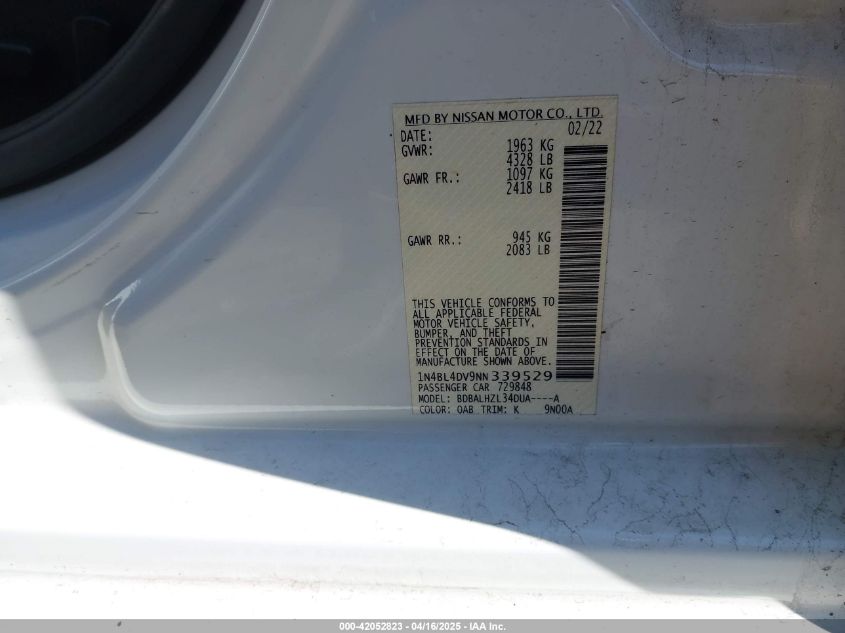 MFD BY NISSAN MOTOR CO., LTD.
DATE: 02/22
GVWR: 1963 KG
4328 LB
GAWR FR.: 1097 KG
2418 LB
GAWR RR.: 945 KG
2083 LB
THIS VEHICLE CONFORMS TO
ALL APPLICABLE FEDERAL
MOTOR VEHICLE SAFETY,
BUMPER, AND THEFT
PREVENTION STANDARDS IN
EFFECT ON THE DATE OF
MANUFACTURE SHOWN ABOVE.
1N4BL4DV9NN339529
PASSENGER CAR 729848
MODEL: BDBALHZL34DUA----A
COLOR: QAB TRIM: K 9N00A
000-42052823 - 04/16/2025 - IAA Inc.